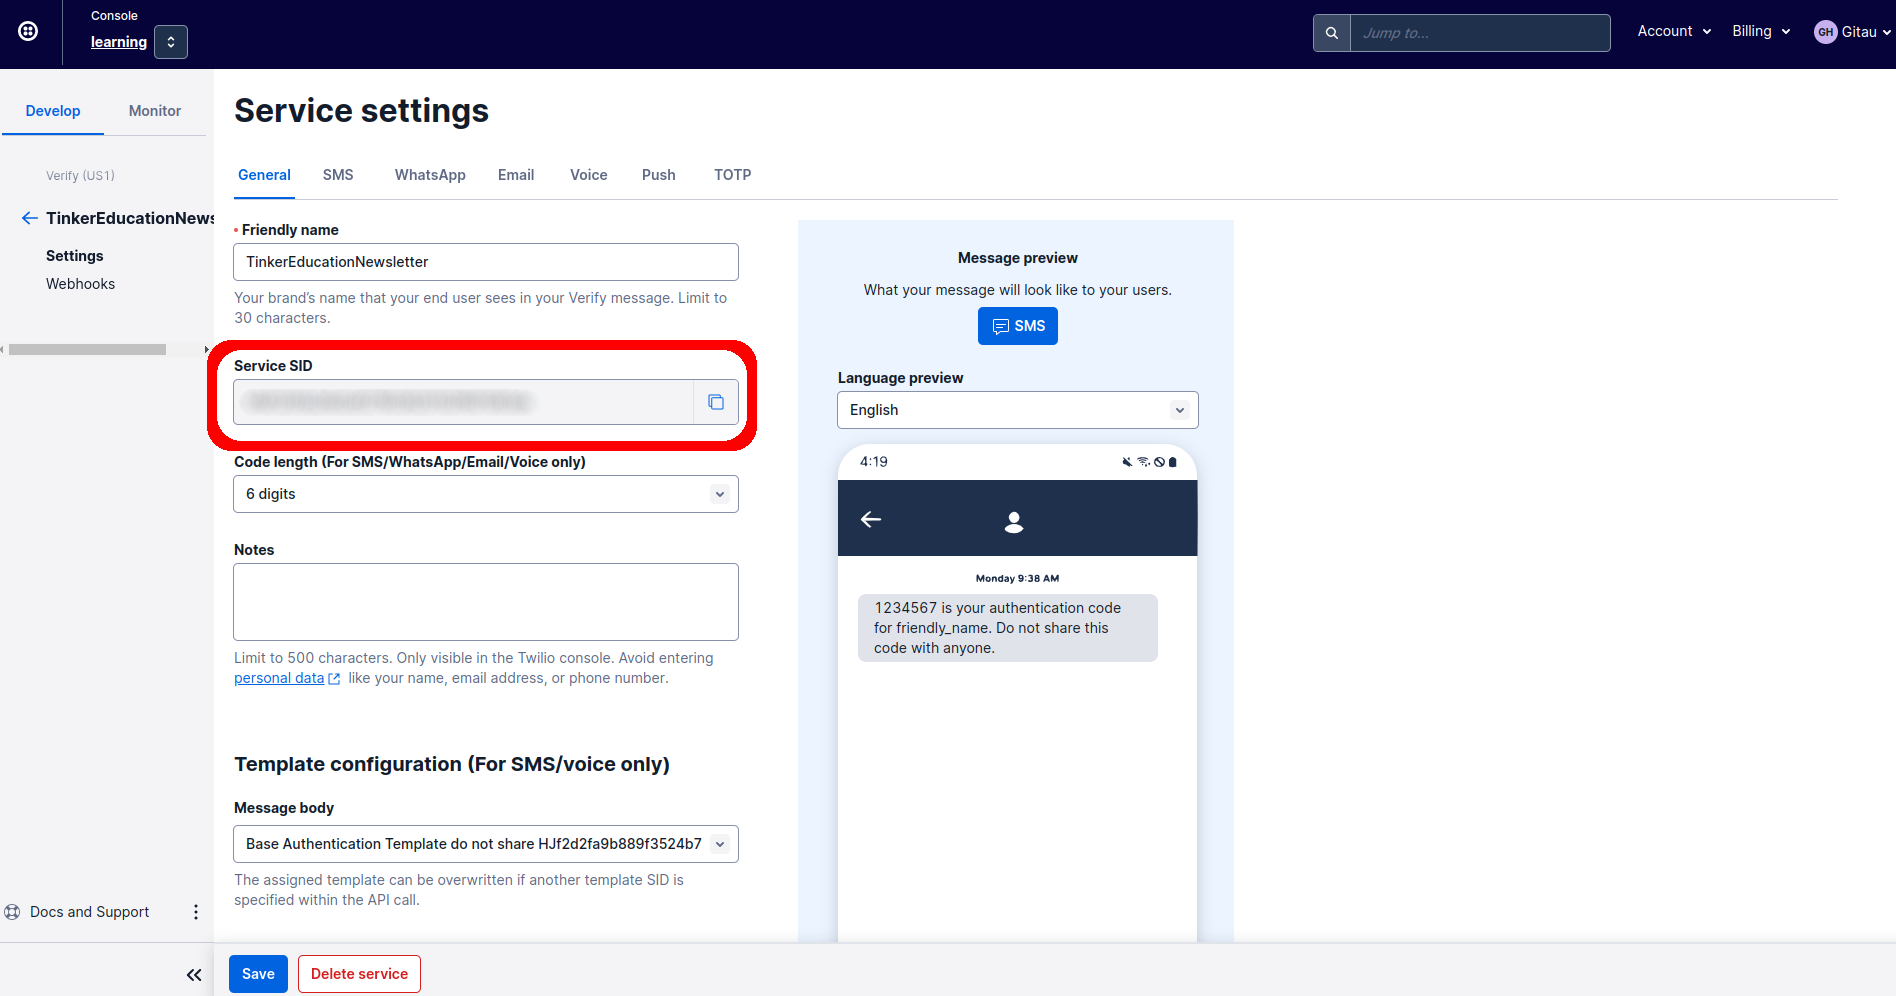 Console
learning
Jump to...
Account
Billing
GH Gitau
Develop
Monitor
Verify (US1)
TinkerEducationNews
Settings
Webhooks
Docs and Support
Service settings
General SMS WhatsApp Email Voice Push TOTP
• Friendly name
TinkerEducationNewsletter
Your brand's name that your end user sees in your Verify message. Limit to
30 characters.
Service SID
Code length (For SMS/WhatsApp/Email/Voice only)
6 digits
Notes
Limit to 500 characters. Only visible in the Twilio console. Avoid entering
personal data like your name, email address, or phone number.
Template configuration (For SMS/voice only)
Message body
Base Authentication Template do not share HJf2d2fa9b889f3524b7
The assigned template can be overwritten if another template SID is
specified within the API call.
Message preview
What your message will look like to your users.
SMS
Language preview
English
4:19
Monday 9:38 AM
1234567 is your authentication code
for friendly_name. Do not share this
code with anyone.
Save
Delete service